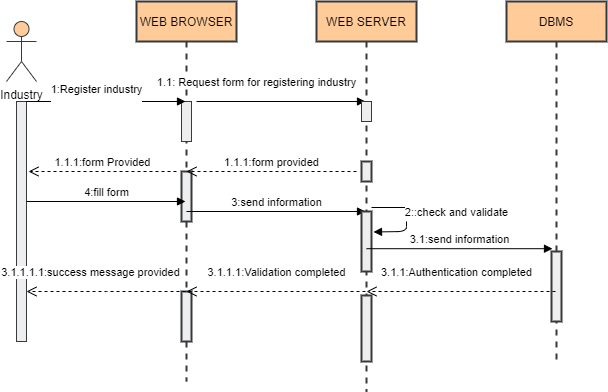 WEB BROWSER
WEB SERVER
DBMS
Industry
1:Register industry
1.1: Request form for registering industry
1.1.1:form Provided
1.1.1:form provided
4:fill form
3:send information
2::check and validate
3.1:send information
3.1.1.1.1:success message provided
3.1.1.1:Validation completed
3.1.1:Authentication completed